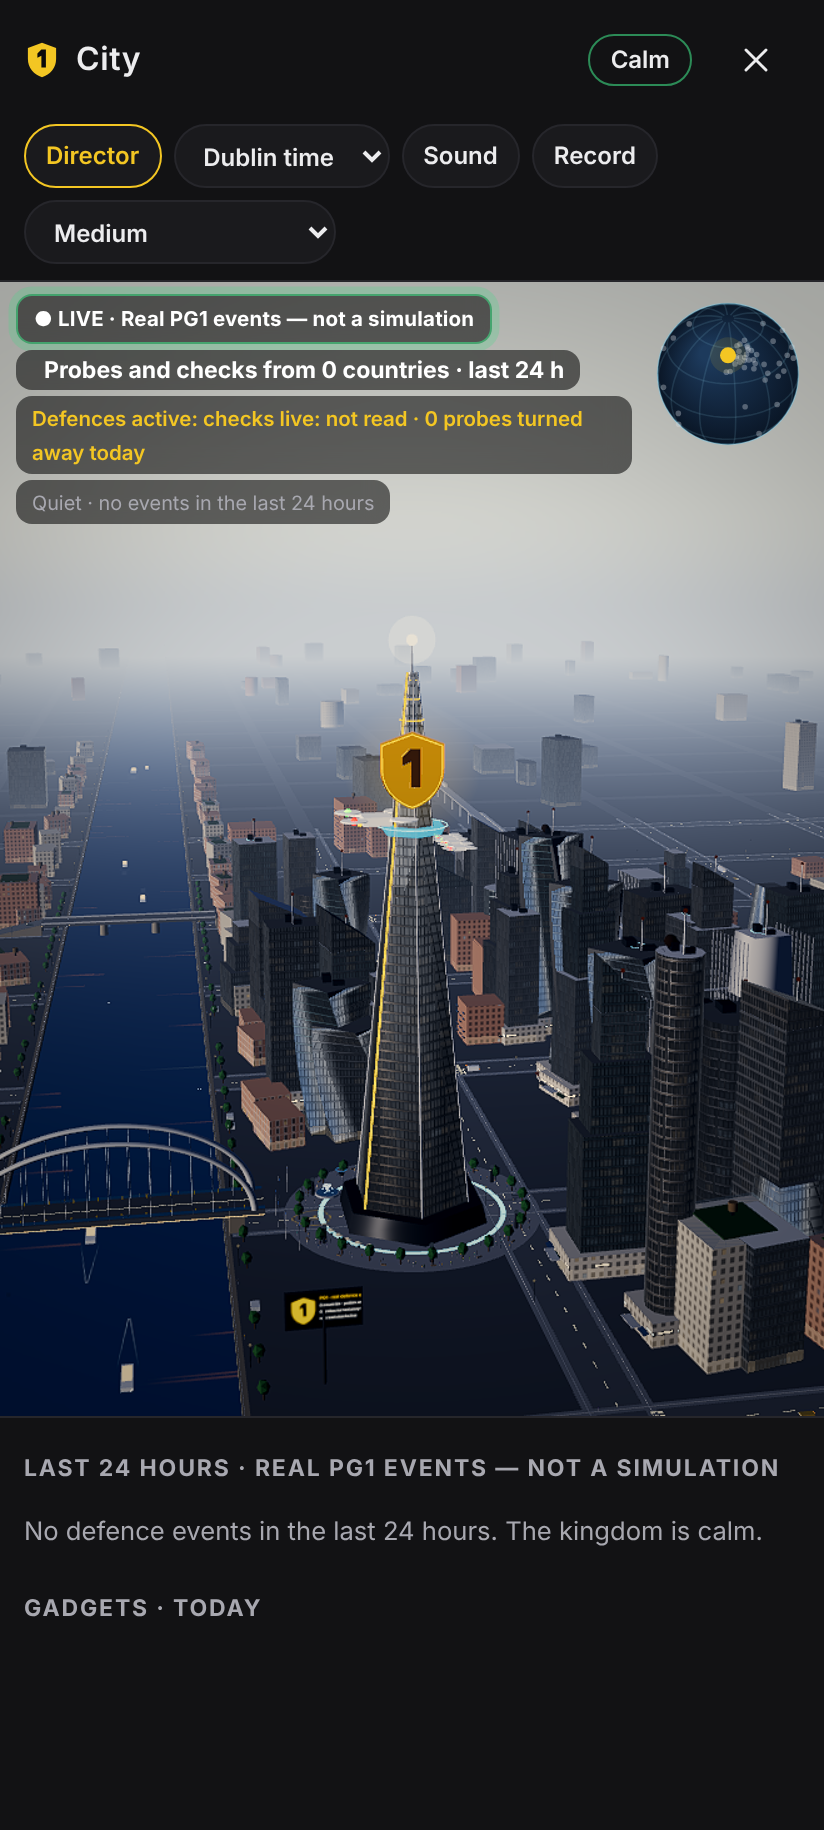 1 City
Calm
Director
Dublin time
Sound
Record
Medium
LIVE · Real PG1 events — not a simulation
Probes and checks from 0 countries · last 24 h
Defences active: checks live: not read · 0 probes turned
away today
Quiet · no events in the last 24 hours
1
1
LAST 24 HOURS · REAL PG1 EVENTS — NOT A SIMULATION
No defence events in the last 24 hours. The kingdom is calm.
GADGETS · TODAY